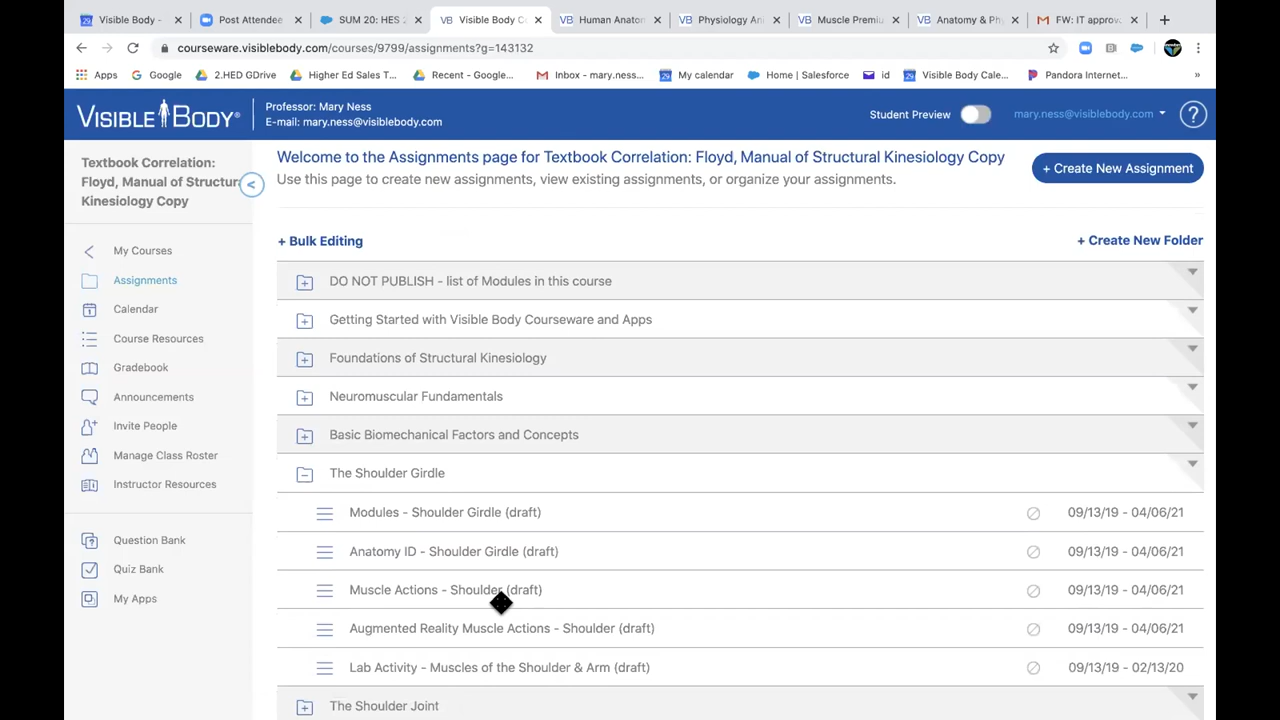 Visible Body -
Post Attendee
SUM 20: HES 2
VB Visible Body C
VB Human Anaton
VB Physiology Ani
VB Muscle Premiu
VB Anatomy & Phy
FW: IT approv
courseware.visiblebody.com/courses/9799/assignments?g=143132
Apps
Google
2.HED GDrive
Higher Ed Sales T...
Recent - Google...
Inbox - mary.ness...
29 My calendar
Home | Salesforce
id
29 Visible Body Cale...
Pandora Internet...
»
VISIBLE BODY®
Professor: Mary Ness
E-mail: mary.ness@visiblebody.com
Student Preview
mary.ness@visiblebody.com
?
Textbook Correlation:
Floyd, Manual of Structura
Kinesiology Copy
<
My Courses
Assignments
Calendar
Course Resources
Gradebook
Announcements
Invite People
Manage Class Roster
Instructor Resources
Question Bank
Quiz Bank
My Apps
Welcome to the Assignments page for Textbook Correlation: Floyd, Manual of Structural Kinesiology Copy
Use this page to create new assignments, view existing assignments, or organize your assignments.
+ Create New Assignment
+ Bulk Editing
+ Create New Folder
DO NOT PUBLISH - list of Modules in this course
Getting Started with Visible Body Courseware and Apps
Foundations of Structural Kinesiology
Neuromuscular Fundamentals
Basic Biomechanical Factors and Concepts
The Shoulder Girdle
Modules - Shoulder Girdle (draft) 09/13/19 - 04/06/21
Anatomy ID - Shoulder Girdle (draft) 09/13/19 - 04/06/21
Muscle Actions - Shoulder (draft) 09/13/19 - 04/06/21
Augmented Reality Muscle Actions - Shoulder (draft) 09/13/19 - 04/06/21
Lab Activity - Muscles of the Shoulder & Arm (draft) 09/13/19 - 02/13/20
The Shoulder Joint